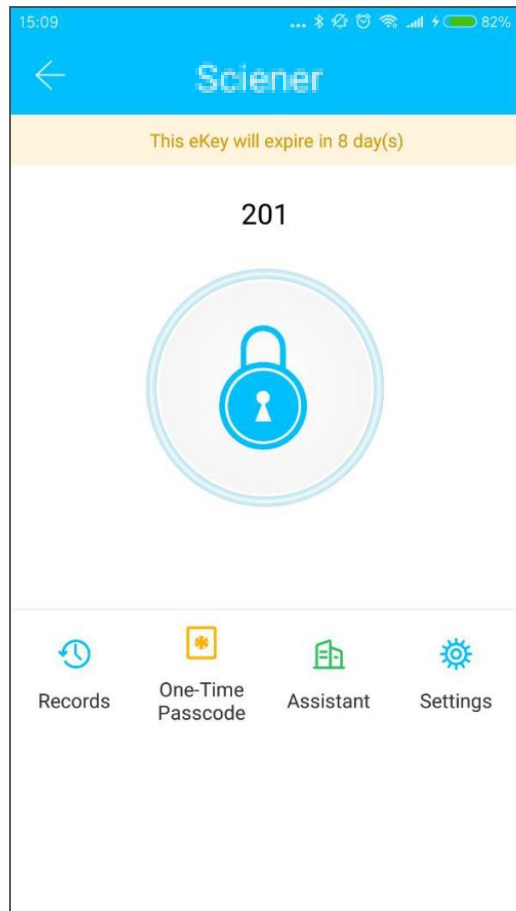 15:09 ... 82%
Sciener
This eKey will expire in 8 day(s)
201
Records
One-Time
Passcode
Assistant
Settings